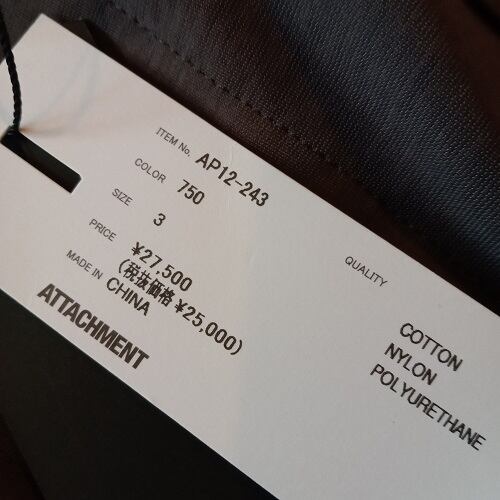 ITEM No. AP12-243
COLOR 750
SIZE 3
PRICE ¥27,500
(税抜価格 ¥25,000)
MADE IN CHINA
ATTACHMENT
QUALITY
COTTON
NYLON
POLYURETHANE